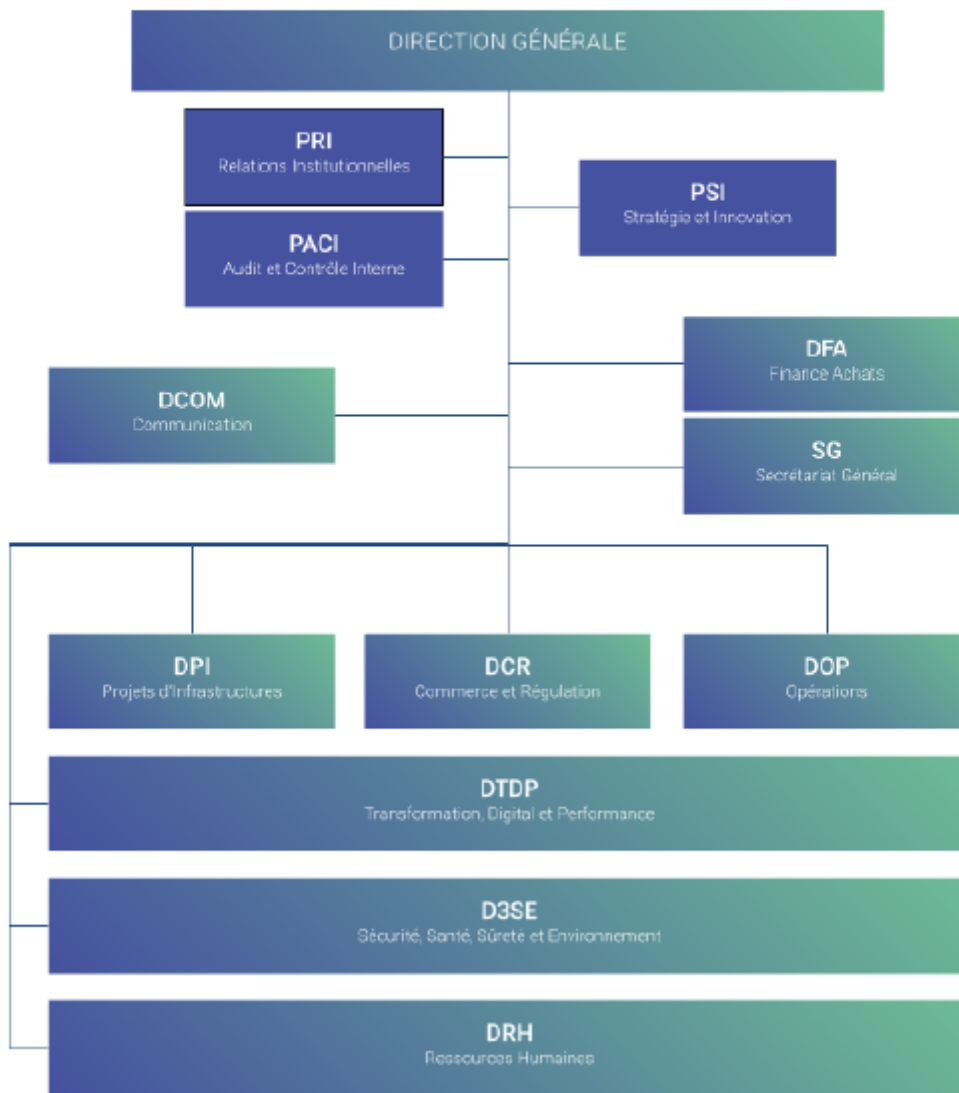 DIRECTION GÉNÉRALE
PRI
Relations Institutionnelles
PSI
Stratégie et Innovation
PACI
Audit et Contrôle Interne
DFA
Finance Achats
DCOM
Communication
SG
Secrétariat Général
DPI
Projets d'Infrastructures
DCR
Commerce et Régulation
DOP
Opérations
DTDP
Transformation, Digital et Performance
D3SE
Sécurité, Santé, Sûreté et Environnement
DRH
Ressources Humaines